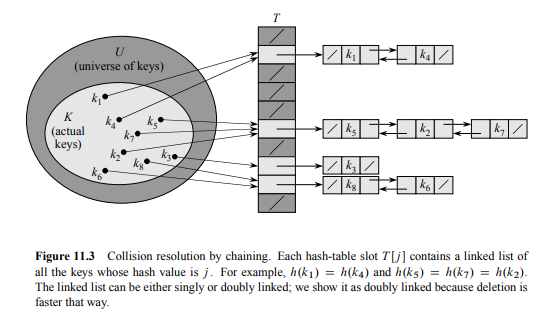 T
U
(universe of keys)
K
(actual
keys)
k1
k4
k5
k7
k2
k8
k3
k6
/
/ k1
k4 /
/
/
/
/ k5
k2
k7 /
/
/ k3 /
/ k8
k6 /
/
Figure 11.3 Collision resolution by chaining. Each hash-table slot T[j] contains a linked list of
all the keys whose hash value is j. For example, h(k1) = h(k4) and h(k5) = h(k7) = h(k2).
The linked list can be either singly or doubly linked; we show it as doubly linked because deletion is
faster that way.